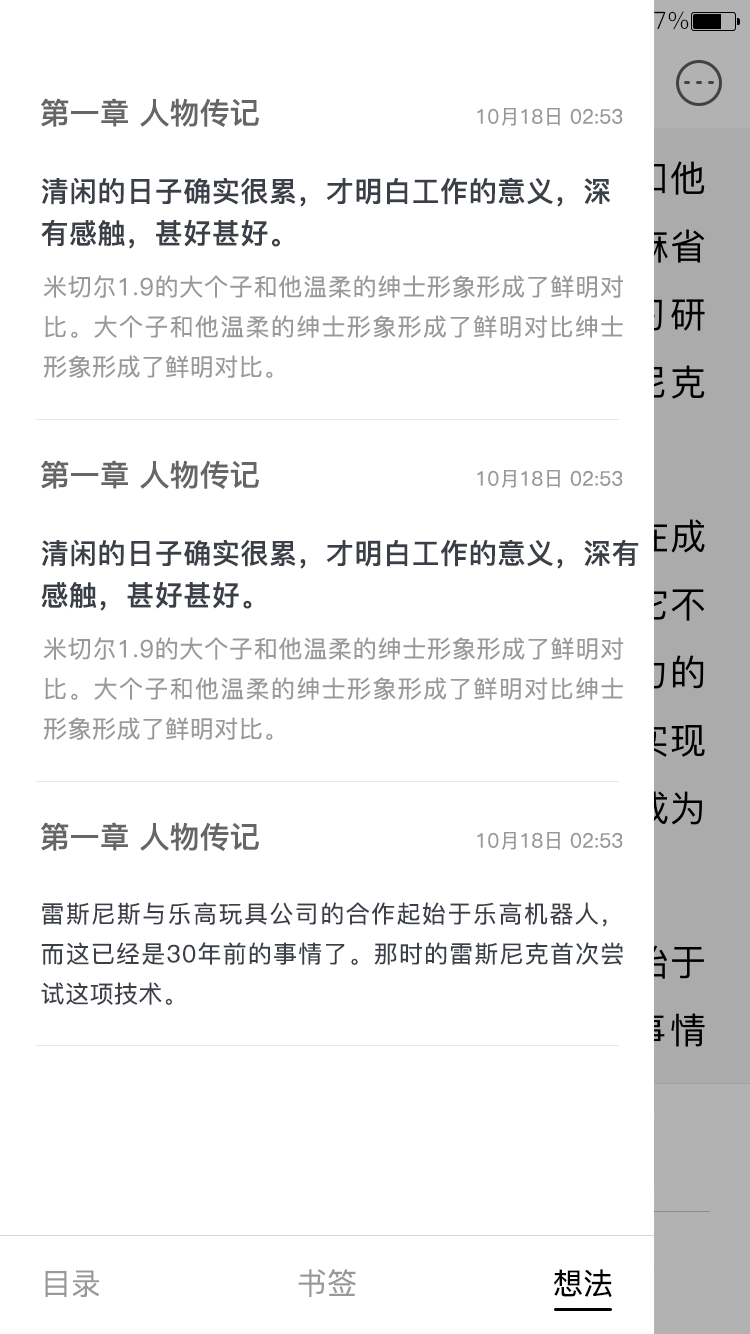 7%
第一章 人物传记
10月18日 02:53
清闲的日子确实很累，才明白工作的意义，深
有感触，甚好甚好。
米切尔1.9的大个子和他温柔的绅士形象形成了鲜明对
比。大个子和他温柔的绅士形象形成了鲜明对比绅士
形象形成了鲜明对比。
第一章 人物传记
10月18日 02:53
清闲的日子确实很累，才明白工作的意义，深有
感触，甚好甚好。
米切尔1.9的大个子和他温柔的绅士形象形成了鲜明对
比。大个子和他温柔的绅士形象形成了鲜明对比绅士
形象形成了鲜明对比。
第一章 人物传记
10月18日 02:53
雷斯尼斯与乐高玩具公司的合作起始于乐高机器人，
而这已经是30年前的事情了。那时的雷斯尼克首次尝
试这项技术。
目录
书签
想法
和他
麻省
研
尼克
在成
它不
力的
实现
成为
始于
事情